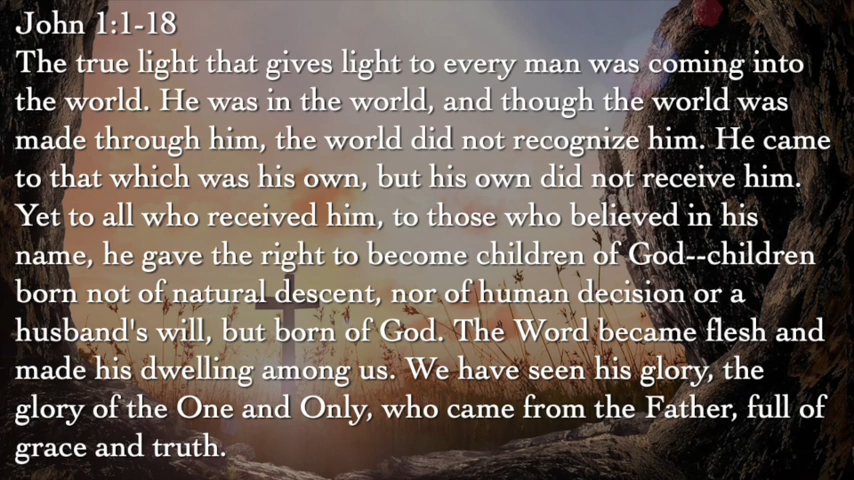 John 1:1-18
The true light that gives light to every man was coming into
the world. He was in the world, and though the world was
made through him, the world did not recognize him. He came
to that which was his own, but his own did not receive him.
Yet to all who received him, to those who believed in his
name, he gave the right to become children of God--children
born not of natural descent, nor of human decision or a
husband's will, but born of God. The Word became flesh and
made his dwelling among us. We have seen his glory, the
glory of the One and Only, who came from the Father, full of
grace and truth.